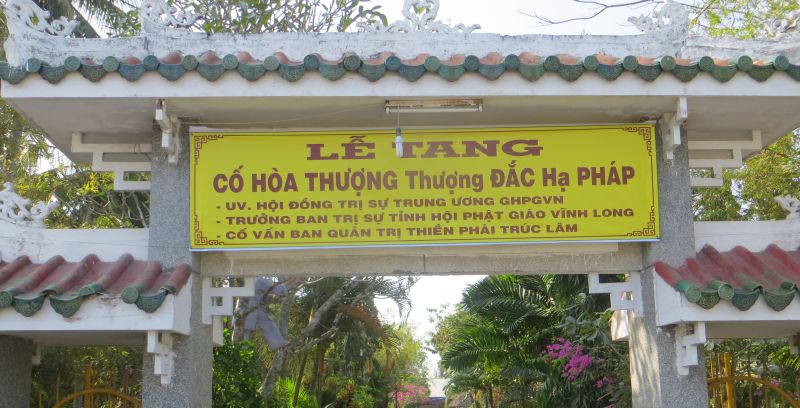 LỄ TANG
CỐ HÒA THƯỢNG Thượng ĐẮC Hạ PHÁP
- UV. HỘI ĐỒNG TRỊ SỰ TRUNG ƯƠNG GHPGVN
- TRƯỞNG BAN TRỊ SỰ TỈNH HỘI PHẬT GIÁO VĨNH LONG
- CỐ VẤN BAN QUẢN TRỊ THIỀN PHÁI TRÚC LÂM